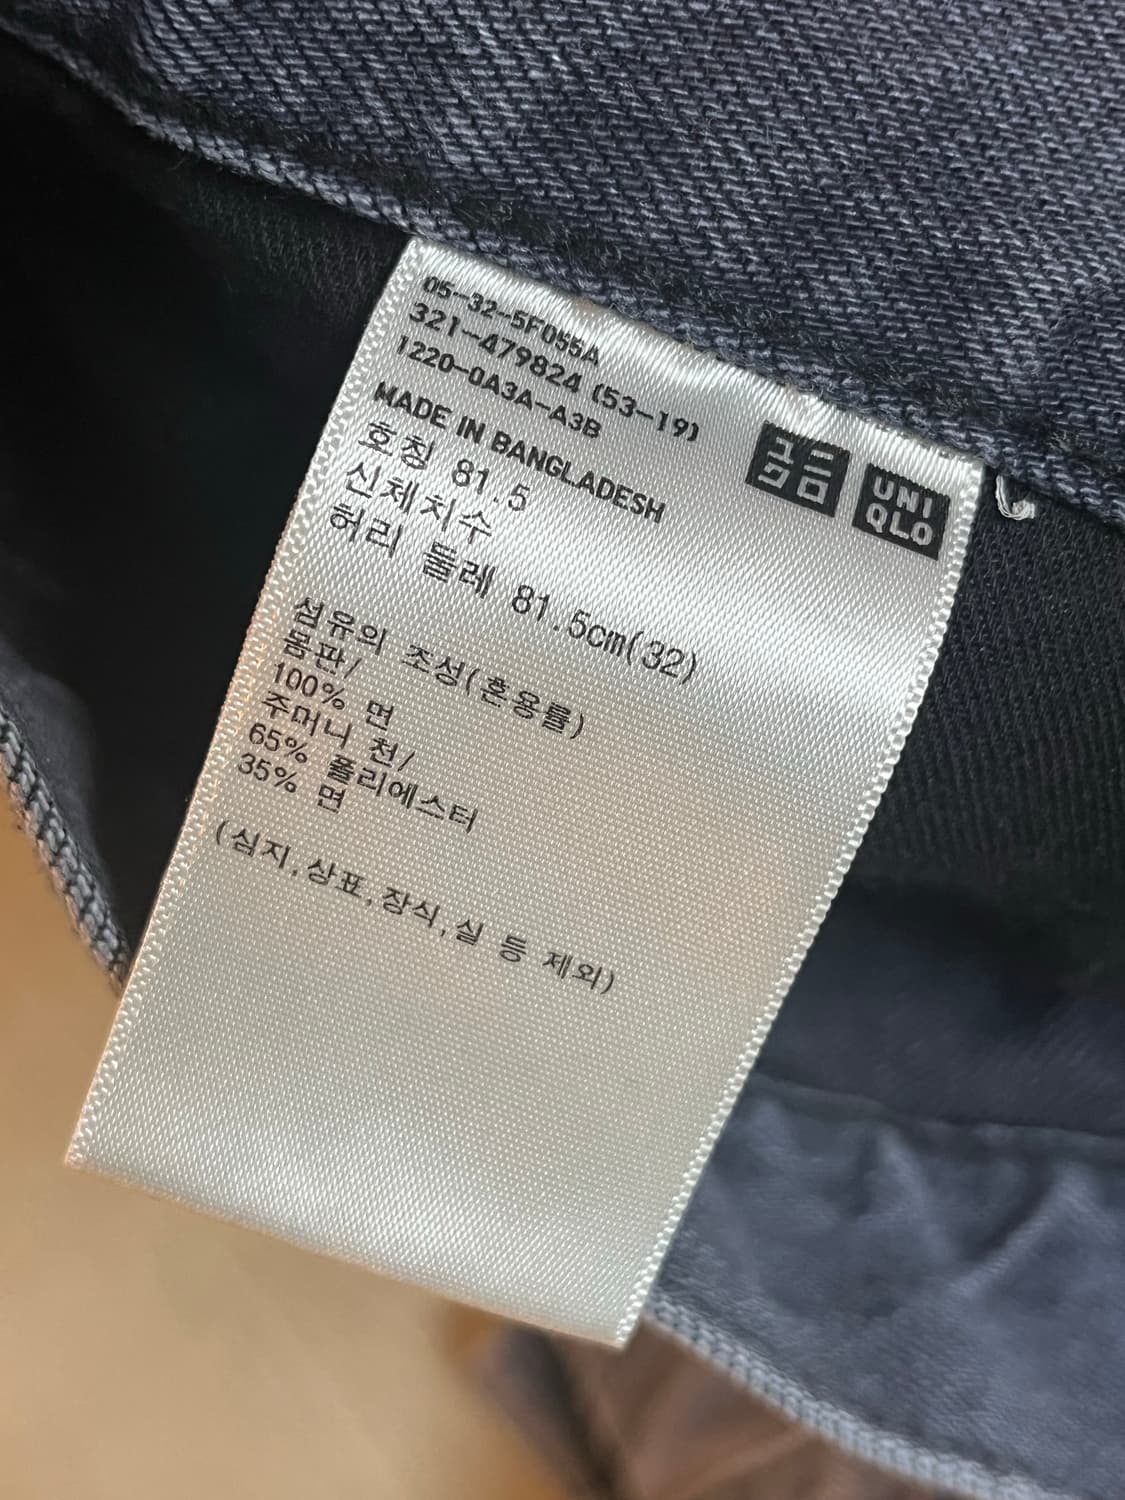 05-32-5F055A
321-479824 (53-19)
1220-0A3A-A3B
ユニ
クロ
UNI
QLO
MADE IN BANGLADESH
호칭 81.5
신체치수
허리 둘레 81.5cm(32)
섬유의 조성(혼용률)
몸판/
100% 면
주머니 천/
65% 폴리에스터
35% 면
(심지,상표,장식,실 등 제외)